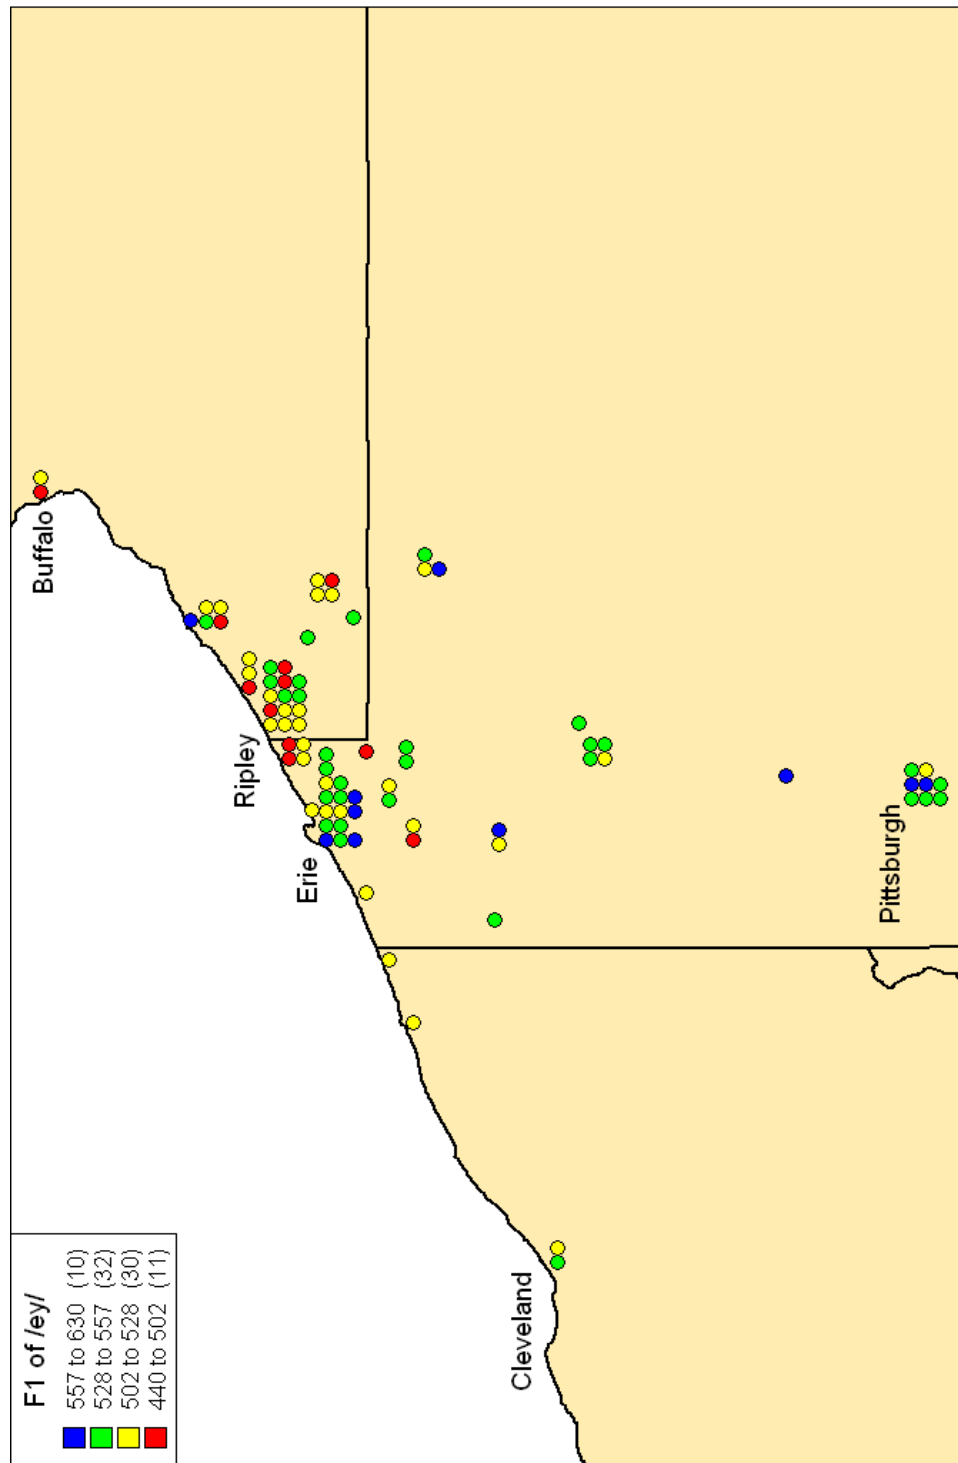 F1 of /ey/
557 to 630 (10)
528 to 557 (32)
502 to 528 (30)
440 to 502 (11)
Buffalo
Ripley
Erie
Cleveland
Pittsburgh